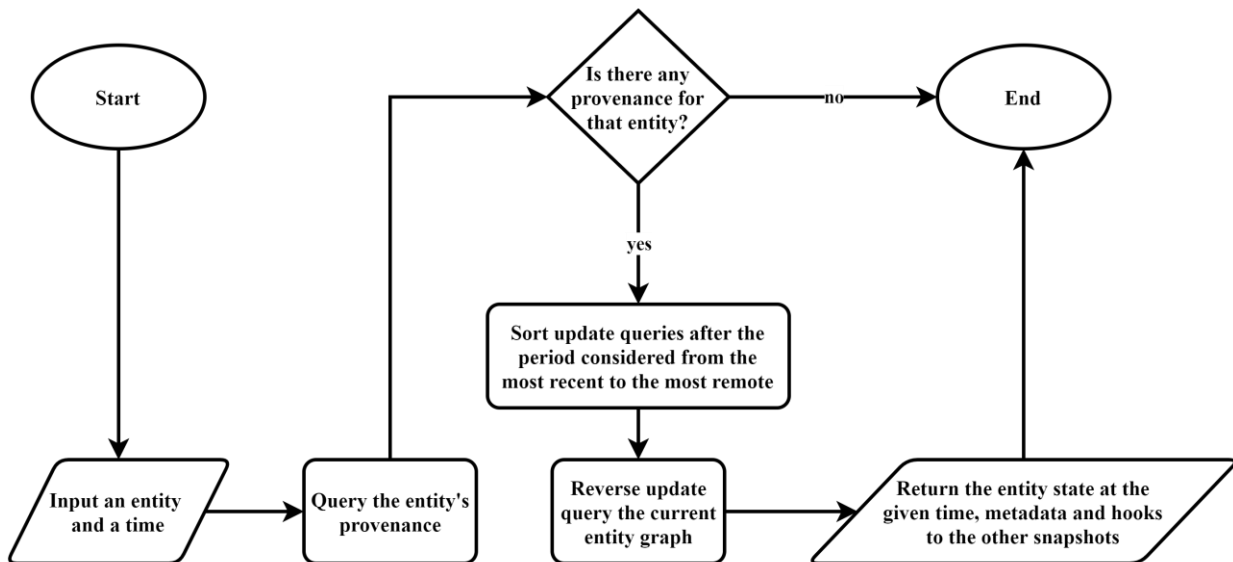 Start
Input an entity
and a time
Query the entity's
provenance
Is there any
provenance for
that entity?
no
End
yes
Sort update queries after the
period considered from the
most recent to the most remote
Reverse update
query the current
entity graph
Return the entity state at the
given time, metadata and hooks
to the other snapshots